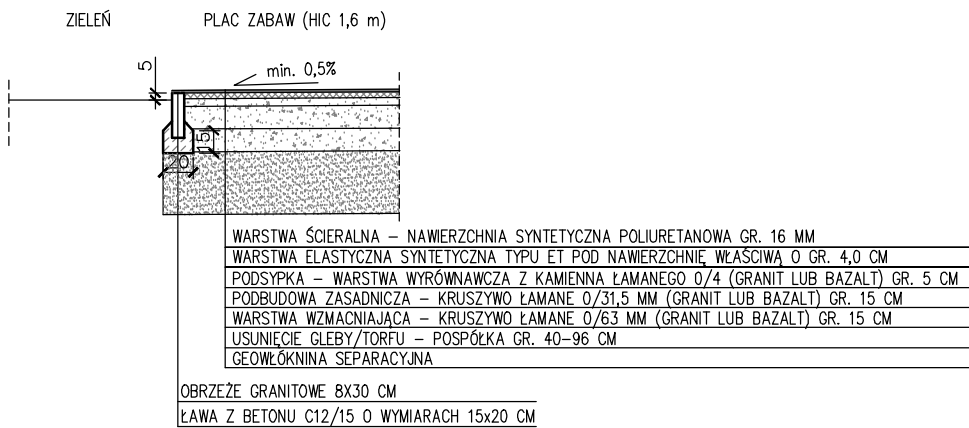 ZIELEŃ
PLAC ZABAW (HIC 1,6 m)
5
min. 0,5%
15
20
WARSTWA ŚCIERALNA – NAWIERZCHNIA SYNTETYCZNA POLIURETANOWA GR. 16 MM
WARSTWA ELASTYCZNA SYNTETYCZNA TYPU ET POD NAWIERZCHNIĘ WŁAŚCIWĄ O GR. 4,0 CM
PODSYPKA – WARSTWA WYRÓWNAWCZA Z KAMIENNA ŁAMANEGO 0/4 (GRANIT LUB BAZALT) GR. 5 CM
PODBUDOWA ZASADNICZA – KRUSZYWO ŁAMANE 0/31,5 MM (GRANIT LUB BAZALT) GR. 15 CM
WARSTWA WZMACNIAJĄCA – KRUSZYWO ŁAMANE 0/63 MM (GRANIT LUB BAZALT) GR. 15 CM
USUNIĘCIE GLEBY/TORFU – POSPÓŁKA GR. 40–96 CM
GEOWŁÓKNINA SEPARACYJNA
OBRZEŻE GRANITOWE 8X30 CM
ŁAWA Z BETONU C12/15 O WYMIARACH 15x20 CM